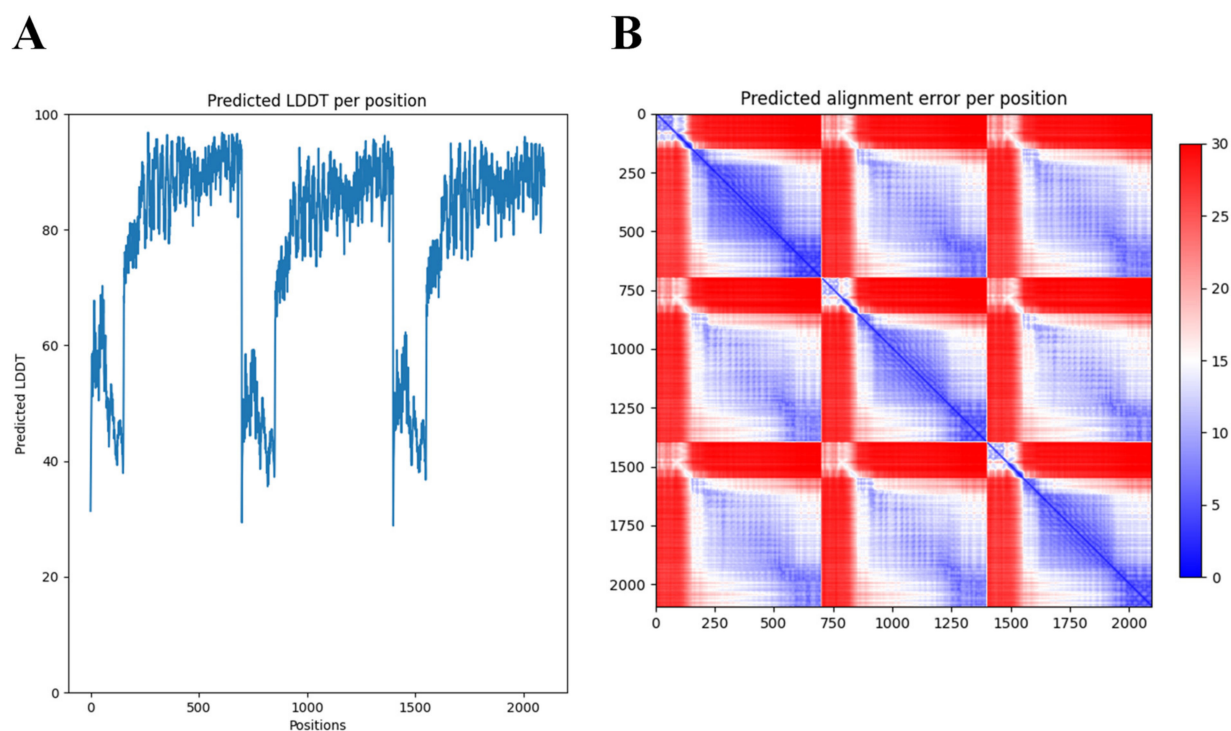 A
B
Predicted LDDT per position
100
80
60
40
20
0
Predicted LDDT
0 500 1000 1500 2000
Positions
Predicted alignment error per position
0
250
500
750
1000
1250
1500
1750
2000
0 250 500 750 1000 1250 1500 1750 2000
30
25
20
15
10
5
0